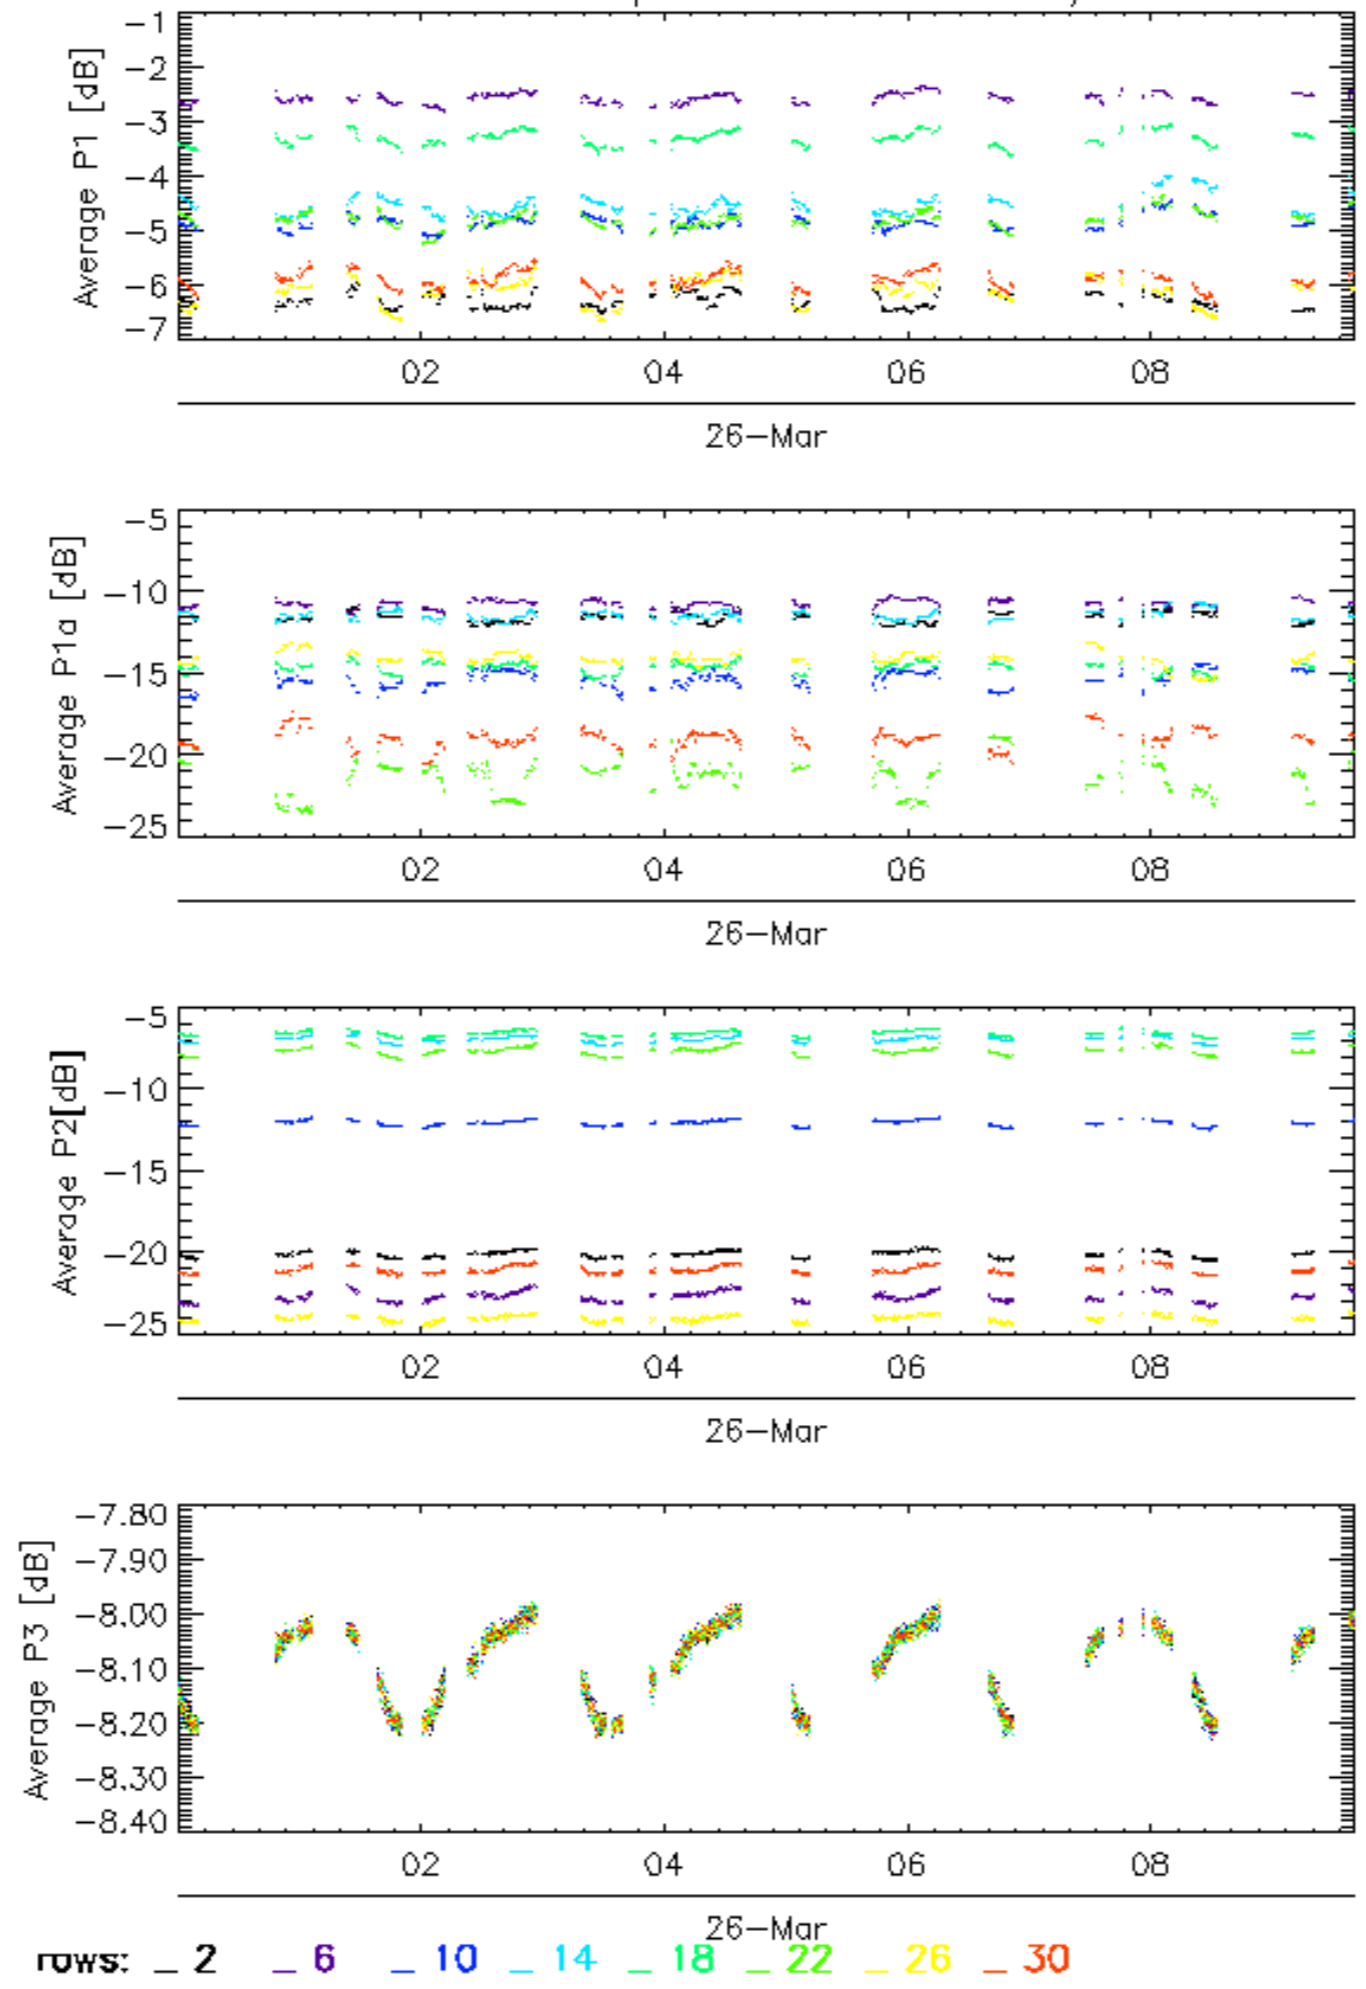 Average P1 [dB]
-1
-2
-3
-4
-5
-6
-7
02 04 06 08
26-Mar
Average P1a [dB]
-5
-10
-15
-20
-25
02 04 06 08
26-Mar
Average P2[dB]
-5
-10
-15
-20
-25
02 04 06 08
26-Mar
Average P3 [dB]
-7.80
-7.90
-8.00
-8.10
-8.20
-8.30
-8.40
02 04 06 08
26-Mar
rows: _ 2 _ 6 _ 10 _ 14 _ 18 _ 22 _ 26 _ 30